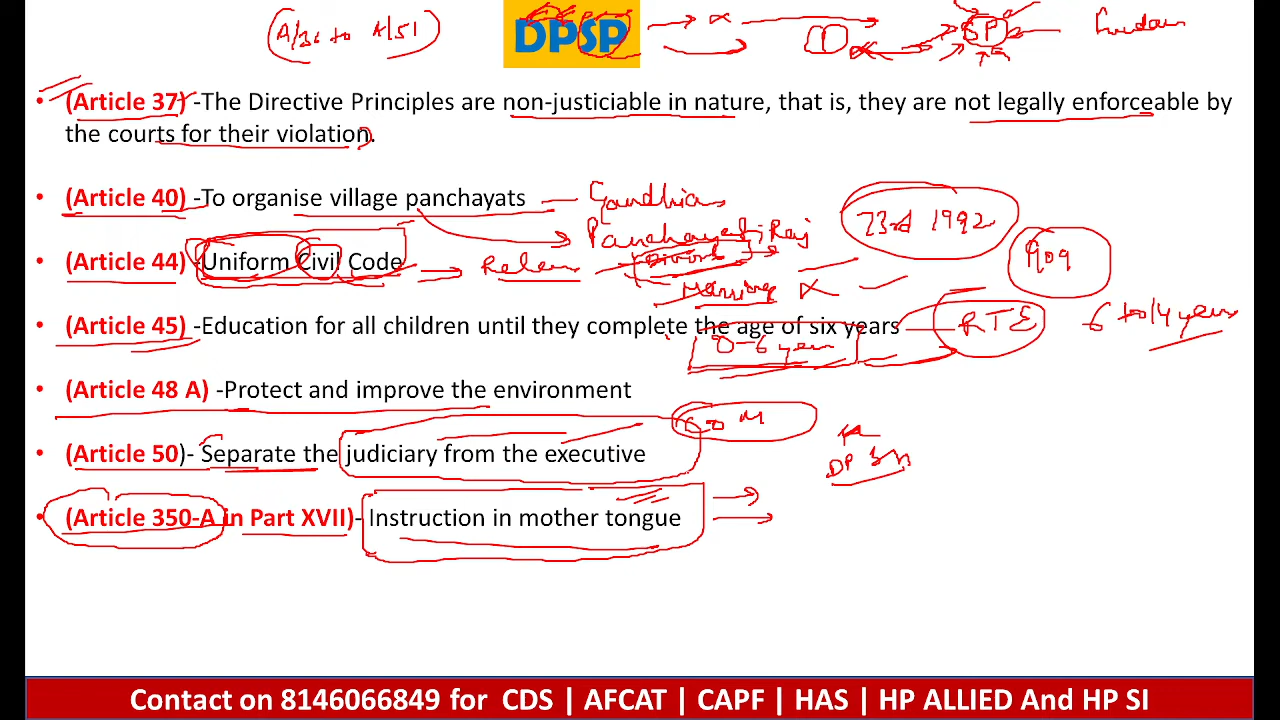 A/36 to A/51
DPSP
SP
• (Article 37) -The Directive Principles are non-justiciable in nature, that is, they are not legally enforceable by
the courts for their violation.
• (Article 40) -To organise village panchayats
Gandhian
Panchayat Raj
73rd 1992
• (Article 44) -Uniform Civil Code
Marriage
• (Article 45) -Education for all children until they complete the age of six years
RTE 6 to 14 years
0-6 year
• (Article 48 A) -Protect and improve the environment
• (Article 50)- Separate the judiciary from the executive
• (Article 350-A in Part XVII)- Instruction in mother tongue
Contact on 8146066849 for CDS | AFCAT | CAPF | HAS | HP ALLIED And HP SI